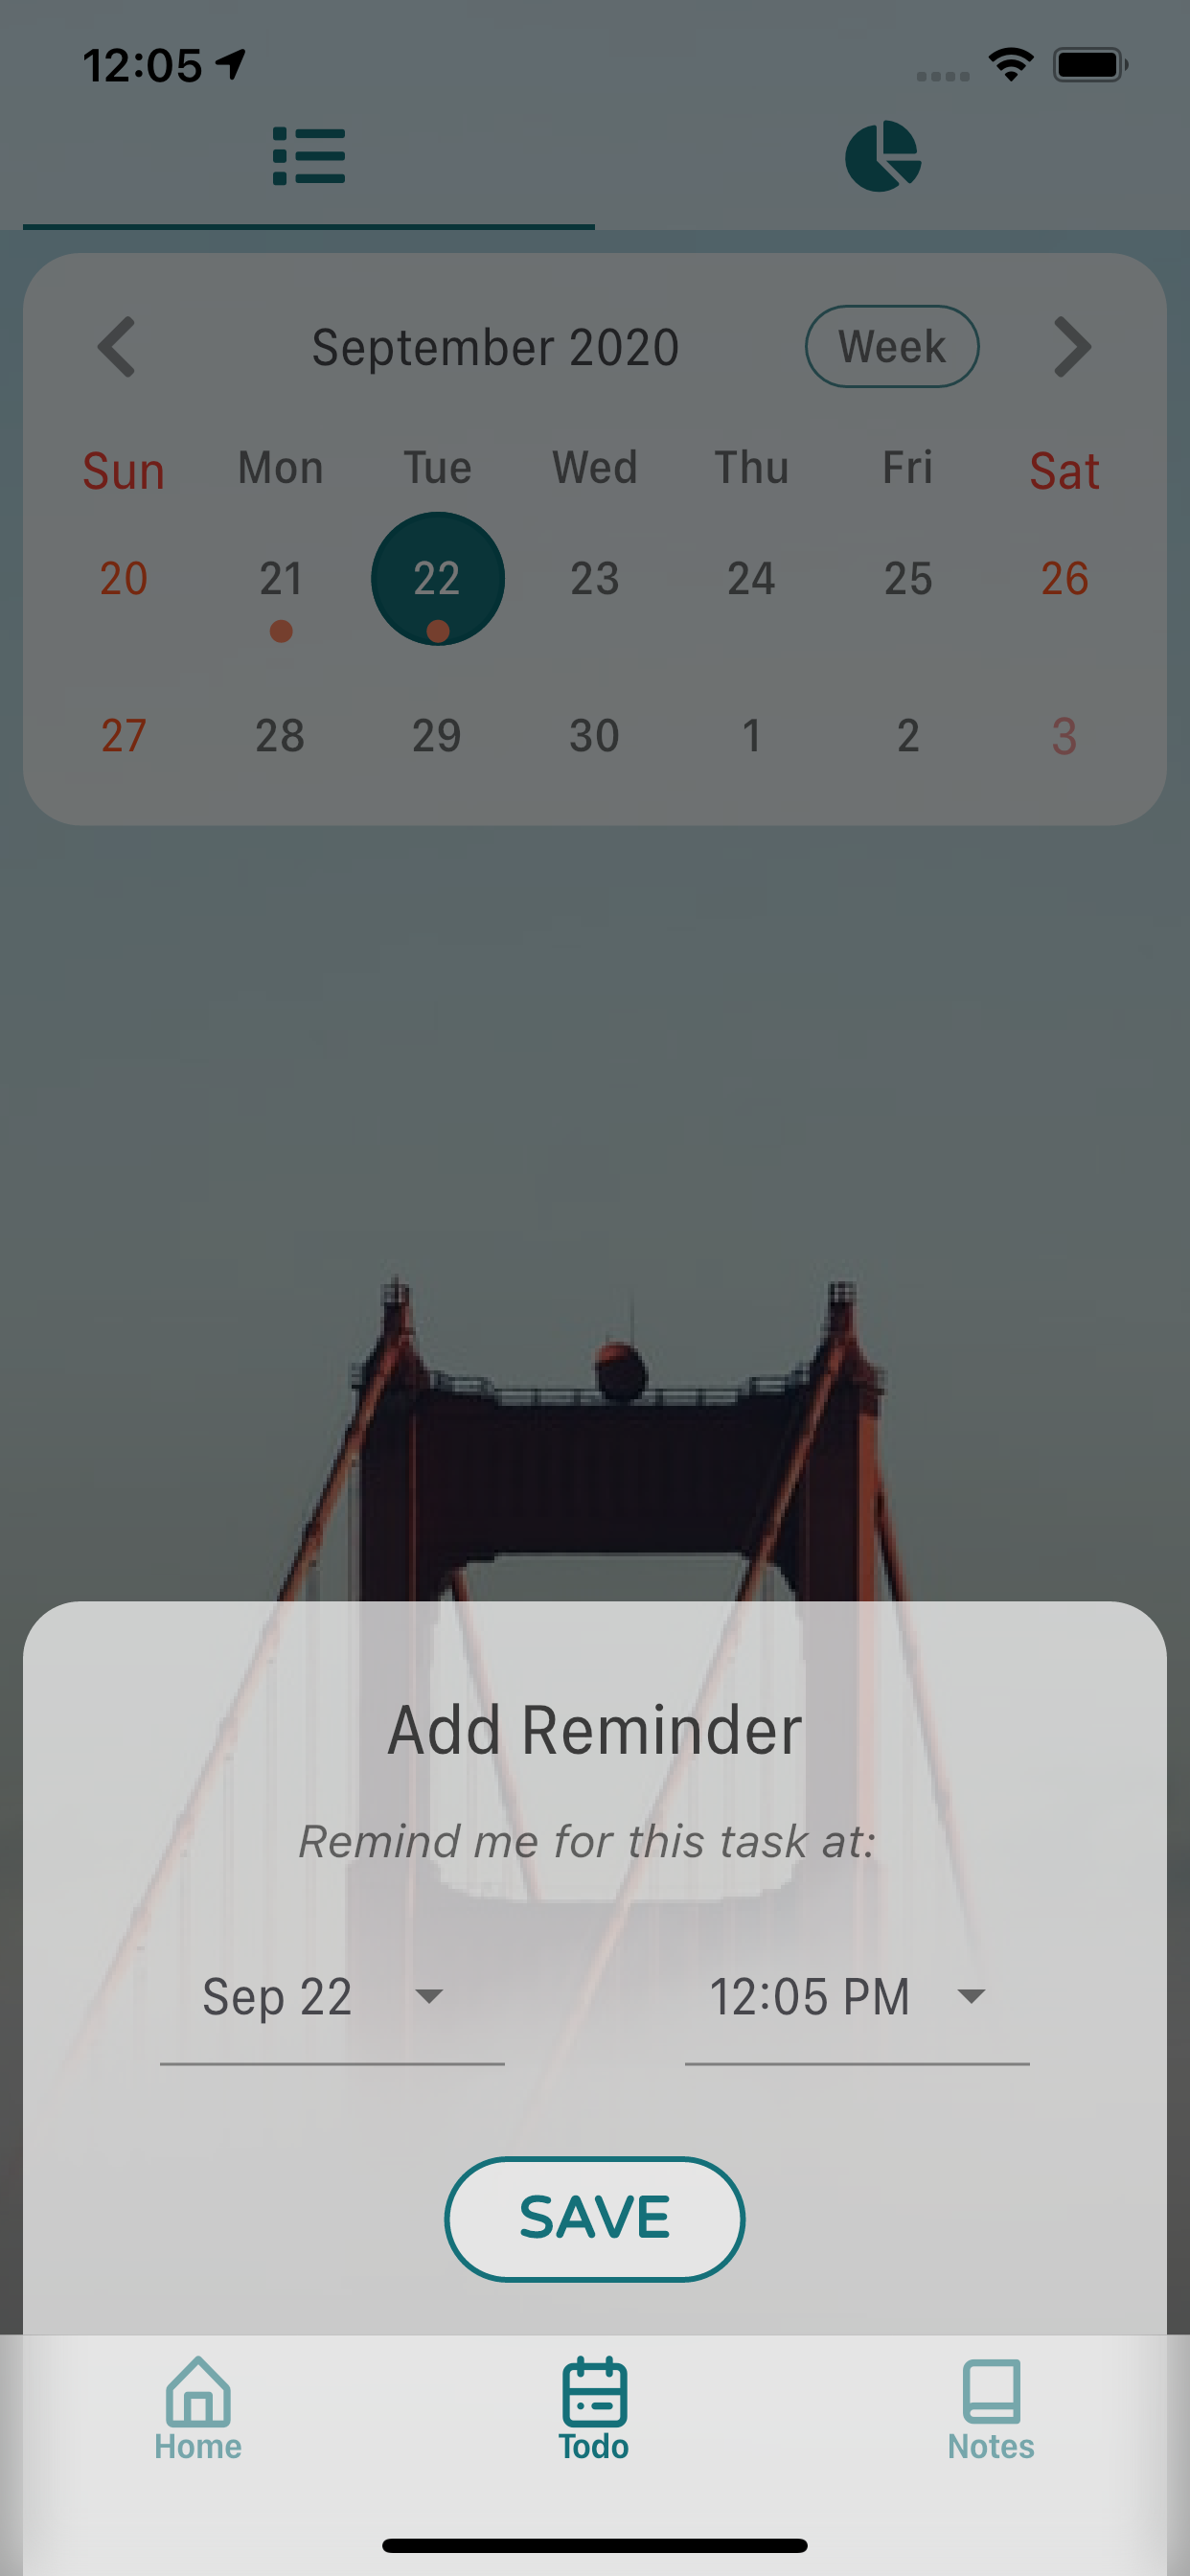 12:05
September 2020 Week
Sun Mon Tue Wed Thu Fri Sat
20 21 22 23 24 25 26
27 28 29 30 1 2 3
Add Reminder
Remind me for this task at:
Sep 22 12:05 PM
SAVE
Home Todo Notes